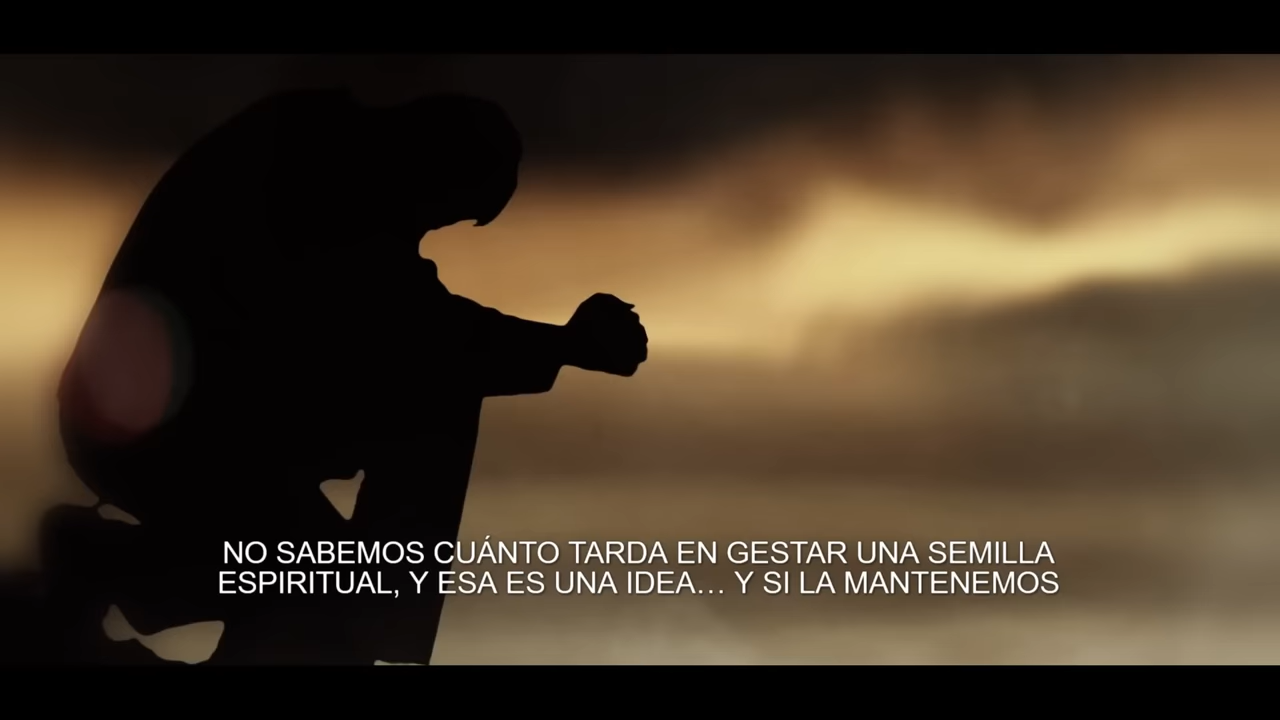 NO SABEMOS CUÁNTO TARDA EN GESTAR UNA SEMILLA
ESPIRITUAL, Y ESA ES UNA IDEA… Y SI LA MANTENEMOS